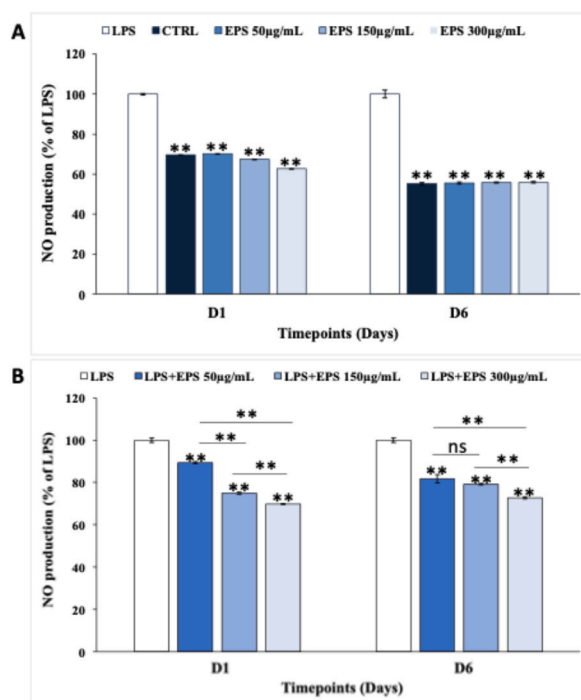 A
LPS CTRL EPS 50µg/mL EPS 150µg/mL EPS 300µg/mL
NO production (% of LPS)
120
100
80
60
40
20
0
** ** ** **
** ** ** **
D1 D6
Timepoints (Days)
B
LPS LPS+EPS 50µg/mL LPS+EPS 150µg/mL LPS+EPS 300µg/mL
NO production (% of LPS)
120
100
80
60
40
20
0
**
**
**
** ** **
**
ns
**
** ** **
D1 D6
Timepoints (Days)